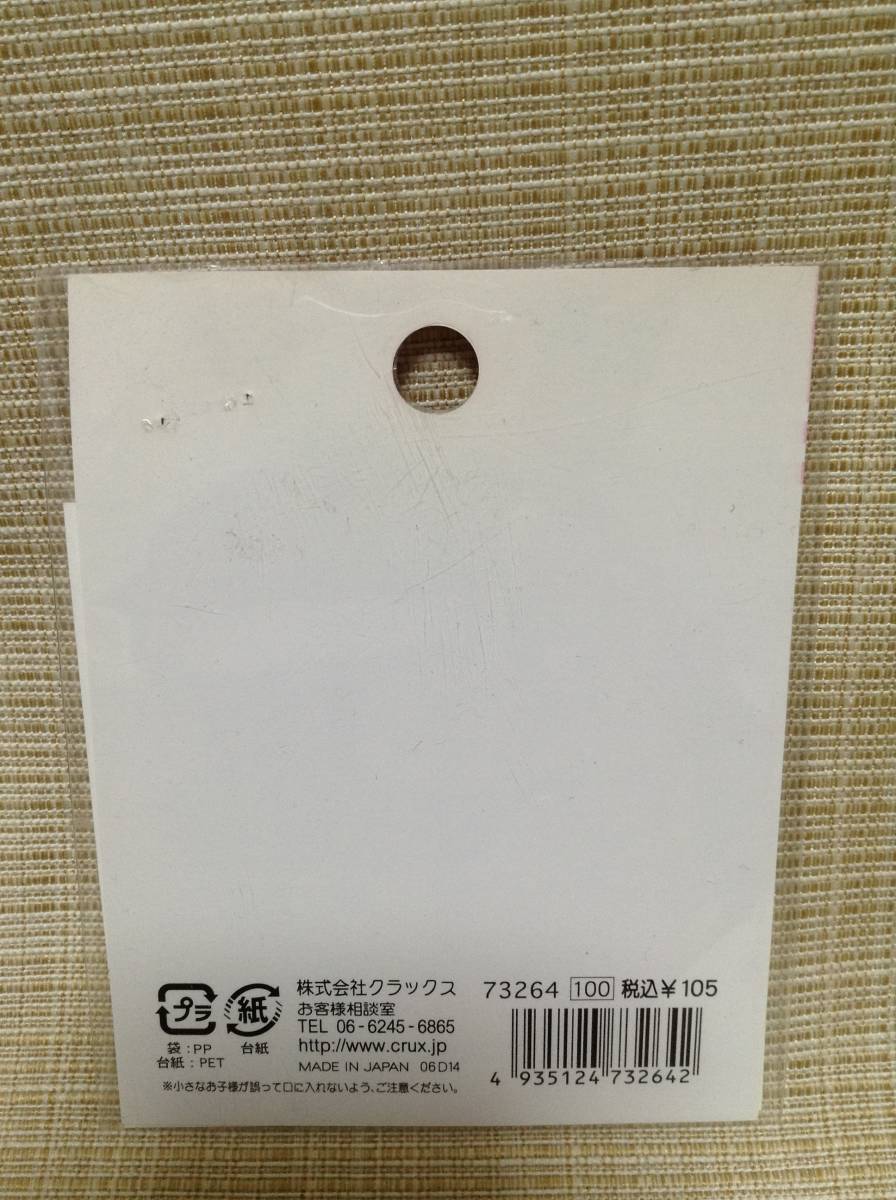 プラ
紙
袋:PP
台紙
台紙:PET
株式会社クラックス
お客様相談室
TEL 06-6245-6865
http://www.crux.jp
MADE IN JAPAN 06D14
※小さなお子様が誤って口に入れないよう、ご注意ください。
73264 100 税込¥105
4 935124 732642